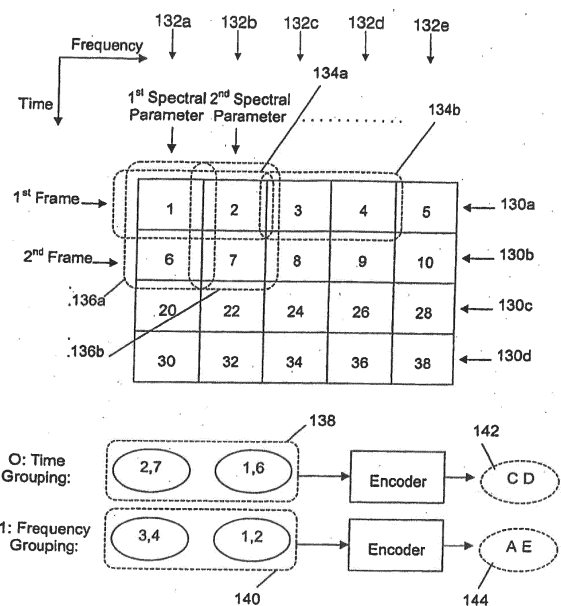 132a 132b 132c 132d 132e
Frequency
Time
134a
1st Spectral Parameter
2nd Spectral Parameter
134b
1st Frame
1 2 3 4 5
130a
2nd Frame
6 7 8 9 10
130b
136a
20 22 24 26 28
130c
136b
30 32 34 36 38
130d
138
142
O: Time Grouping:
2,7 1,6
Encoder
C D
1: Frequency Grouping:
3,4 1,2
Encoder
A E
140
144